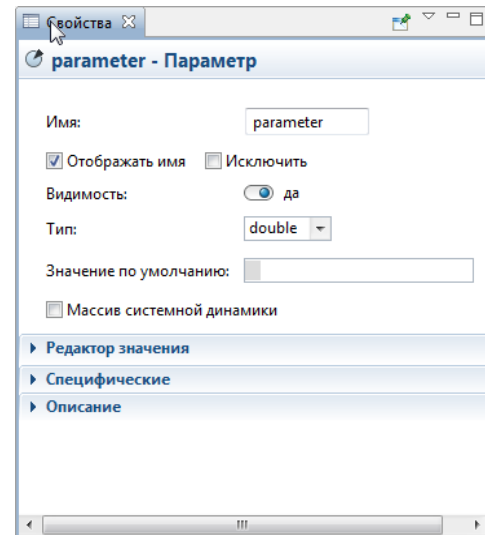 Свойства
parameter - Параметр
Имя: parameter
Отображать имя Исключить
Видимость: да
Тип: double
Значение по умолчанию:
Массив системной динамики
Редактор значения
Специфические
Описание